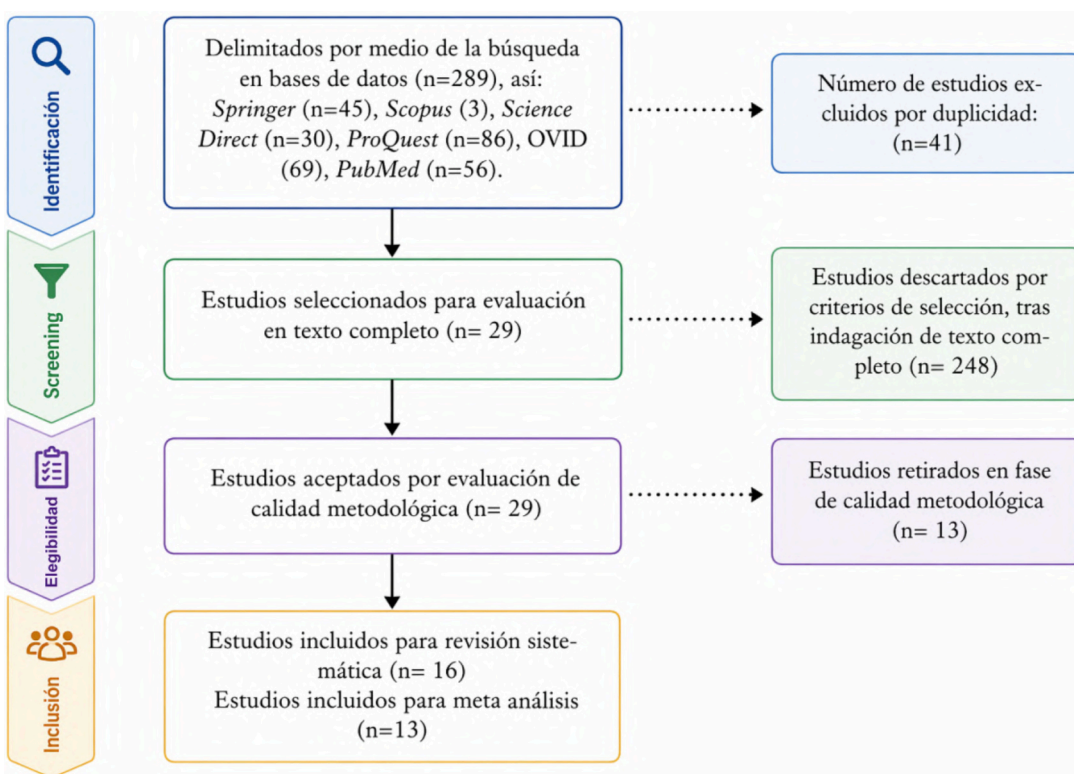 Identificación
Delimitados por medio de la búsqueda
en bases de datos (n=289), así:
Springer (n=45), Scopus (3), Science
Direct (n=30), ProQuest (n=86), OVID
(69), PubMed (n=56).
Número de estudios ex-
cluidos por duplicidad:
(n=41)
Screening
Estudios seleccionados para evaluación
en texto completo (n= 29)
Estudios descartados por
criterios de selección, tras
indagación de texto com-
pleto (n= 248)
Elegibilidad
Estudios aceptados por evaluación de
calidad metodológica (n= 29)
Estudios retirados en fase
de calidad metodológica
(n= 13)
Inclusión
Estudios incluidos para revisión siste-
mática (n= 16)
Estudios incluidos para meta análisis
(n=13)